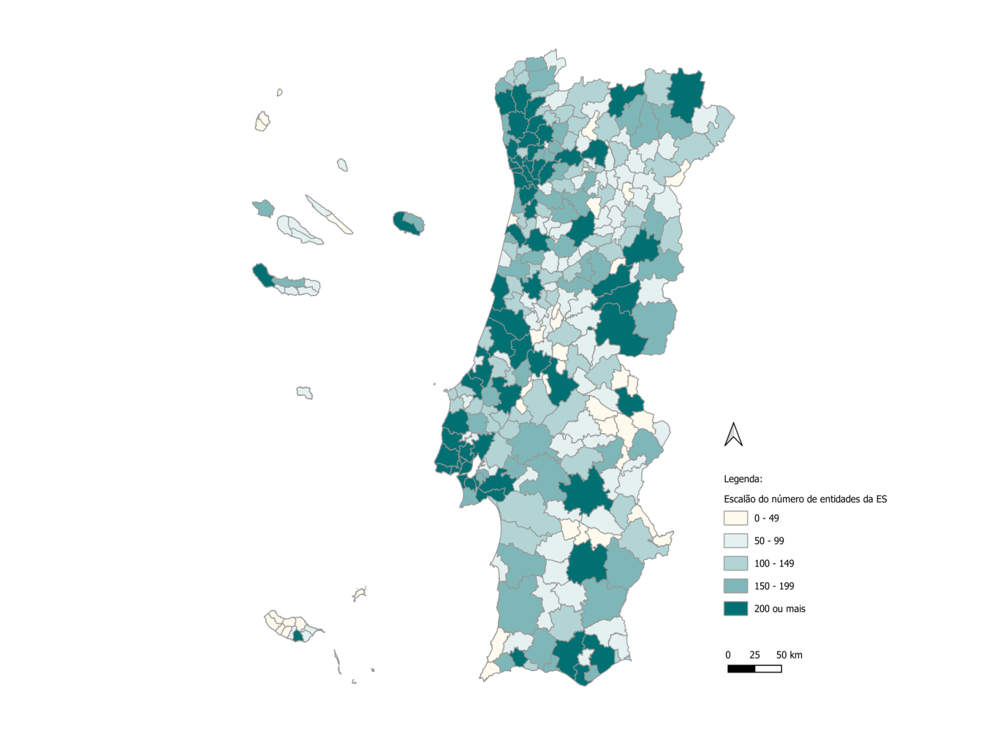 Legenda:
Escalão do número de entidades da ES
0 - 49
50 - 99
100 - 149
150 - 199
200 ou mais
0 25 50 km